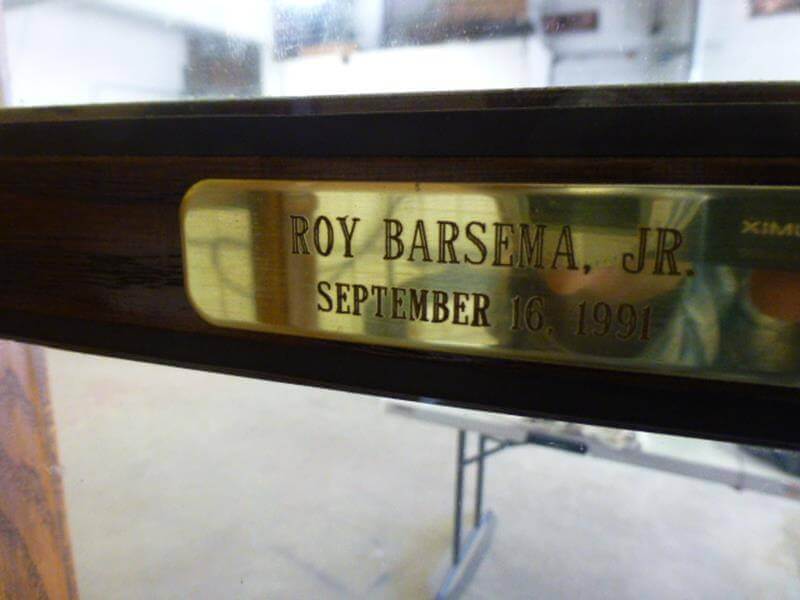 ROY BARSEMA, JR.
SEPTEMBER 16, 1991